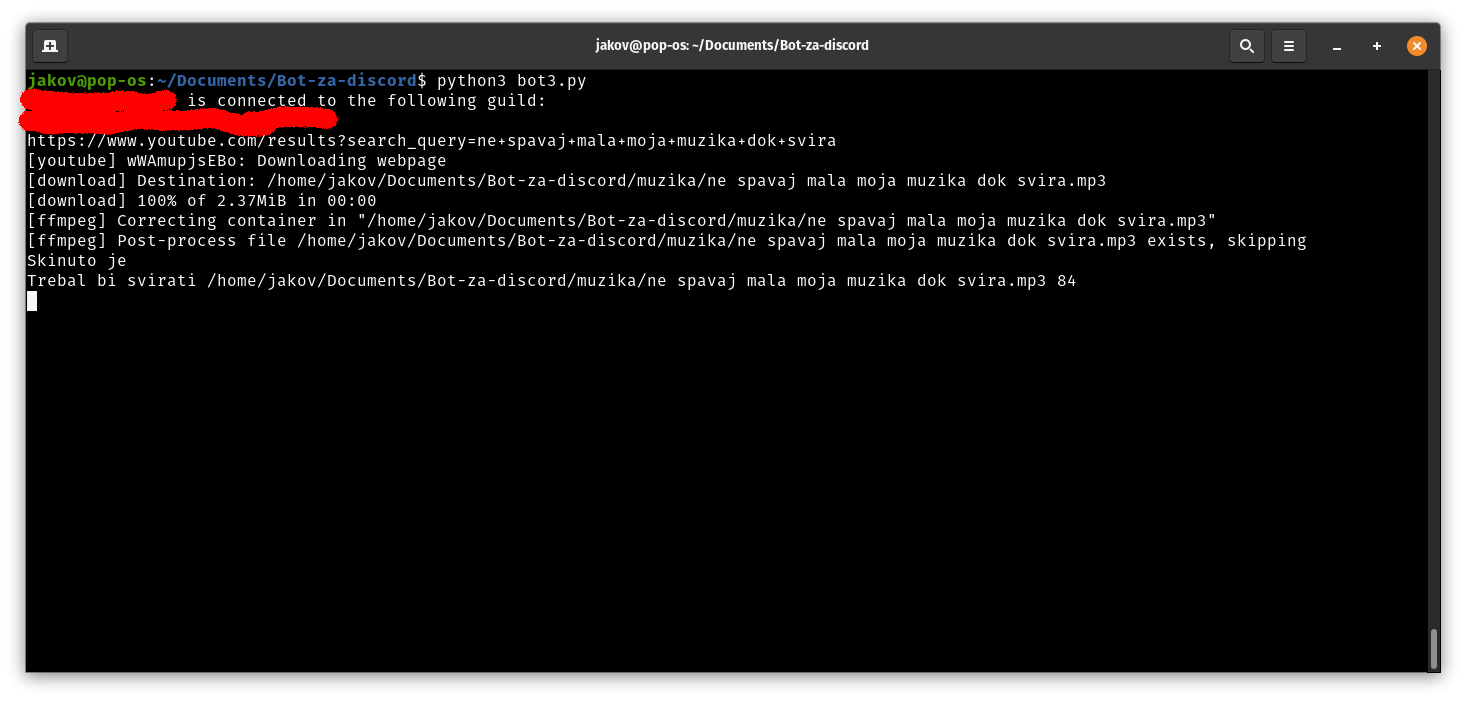 jakov@pop-os: ~/Documents/Bot-za-discord
jakov@pop-os:~/Documents/Bot-za-discord$ python3 bot3.py
is connected to the following guild:
https://www.youtube.com/results?search_query=ne+spavaj+mala+moja+muzika+dok+svira
[youtube] wWAmupjsEBo: Downloading webpage
[download] Destination: /home/jakov/Documents/Bot-za-discord/muzika/ne spavaj mala moja muzika dok svira.mp3
[download] 100% of 2.37MiB in 00:00
[ffmpeg] Correcting container in "/home/jakov/Documents/Bot-za-discord/muzika/ne spavaj mala moja muzika dok svira.mp3"
[ffmpeg] Post-process file /home/jakov/Documents/Bot-za-discord/muzika/ne spavaj mala moja muzika dok svira.mp3 exists, skipping
Skinuto je
Trebal bi svirati /home/jakov/Documents/Bot-za-discord/muzika/ne spavaj mala moja muzika dok svira.mp3 84